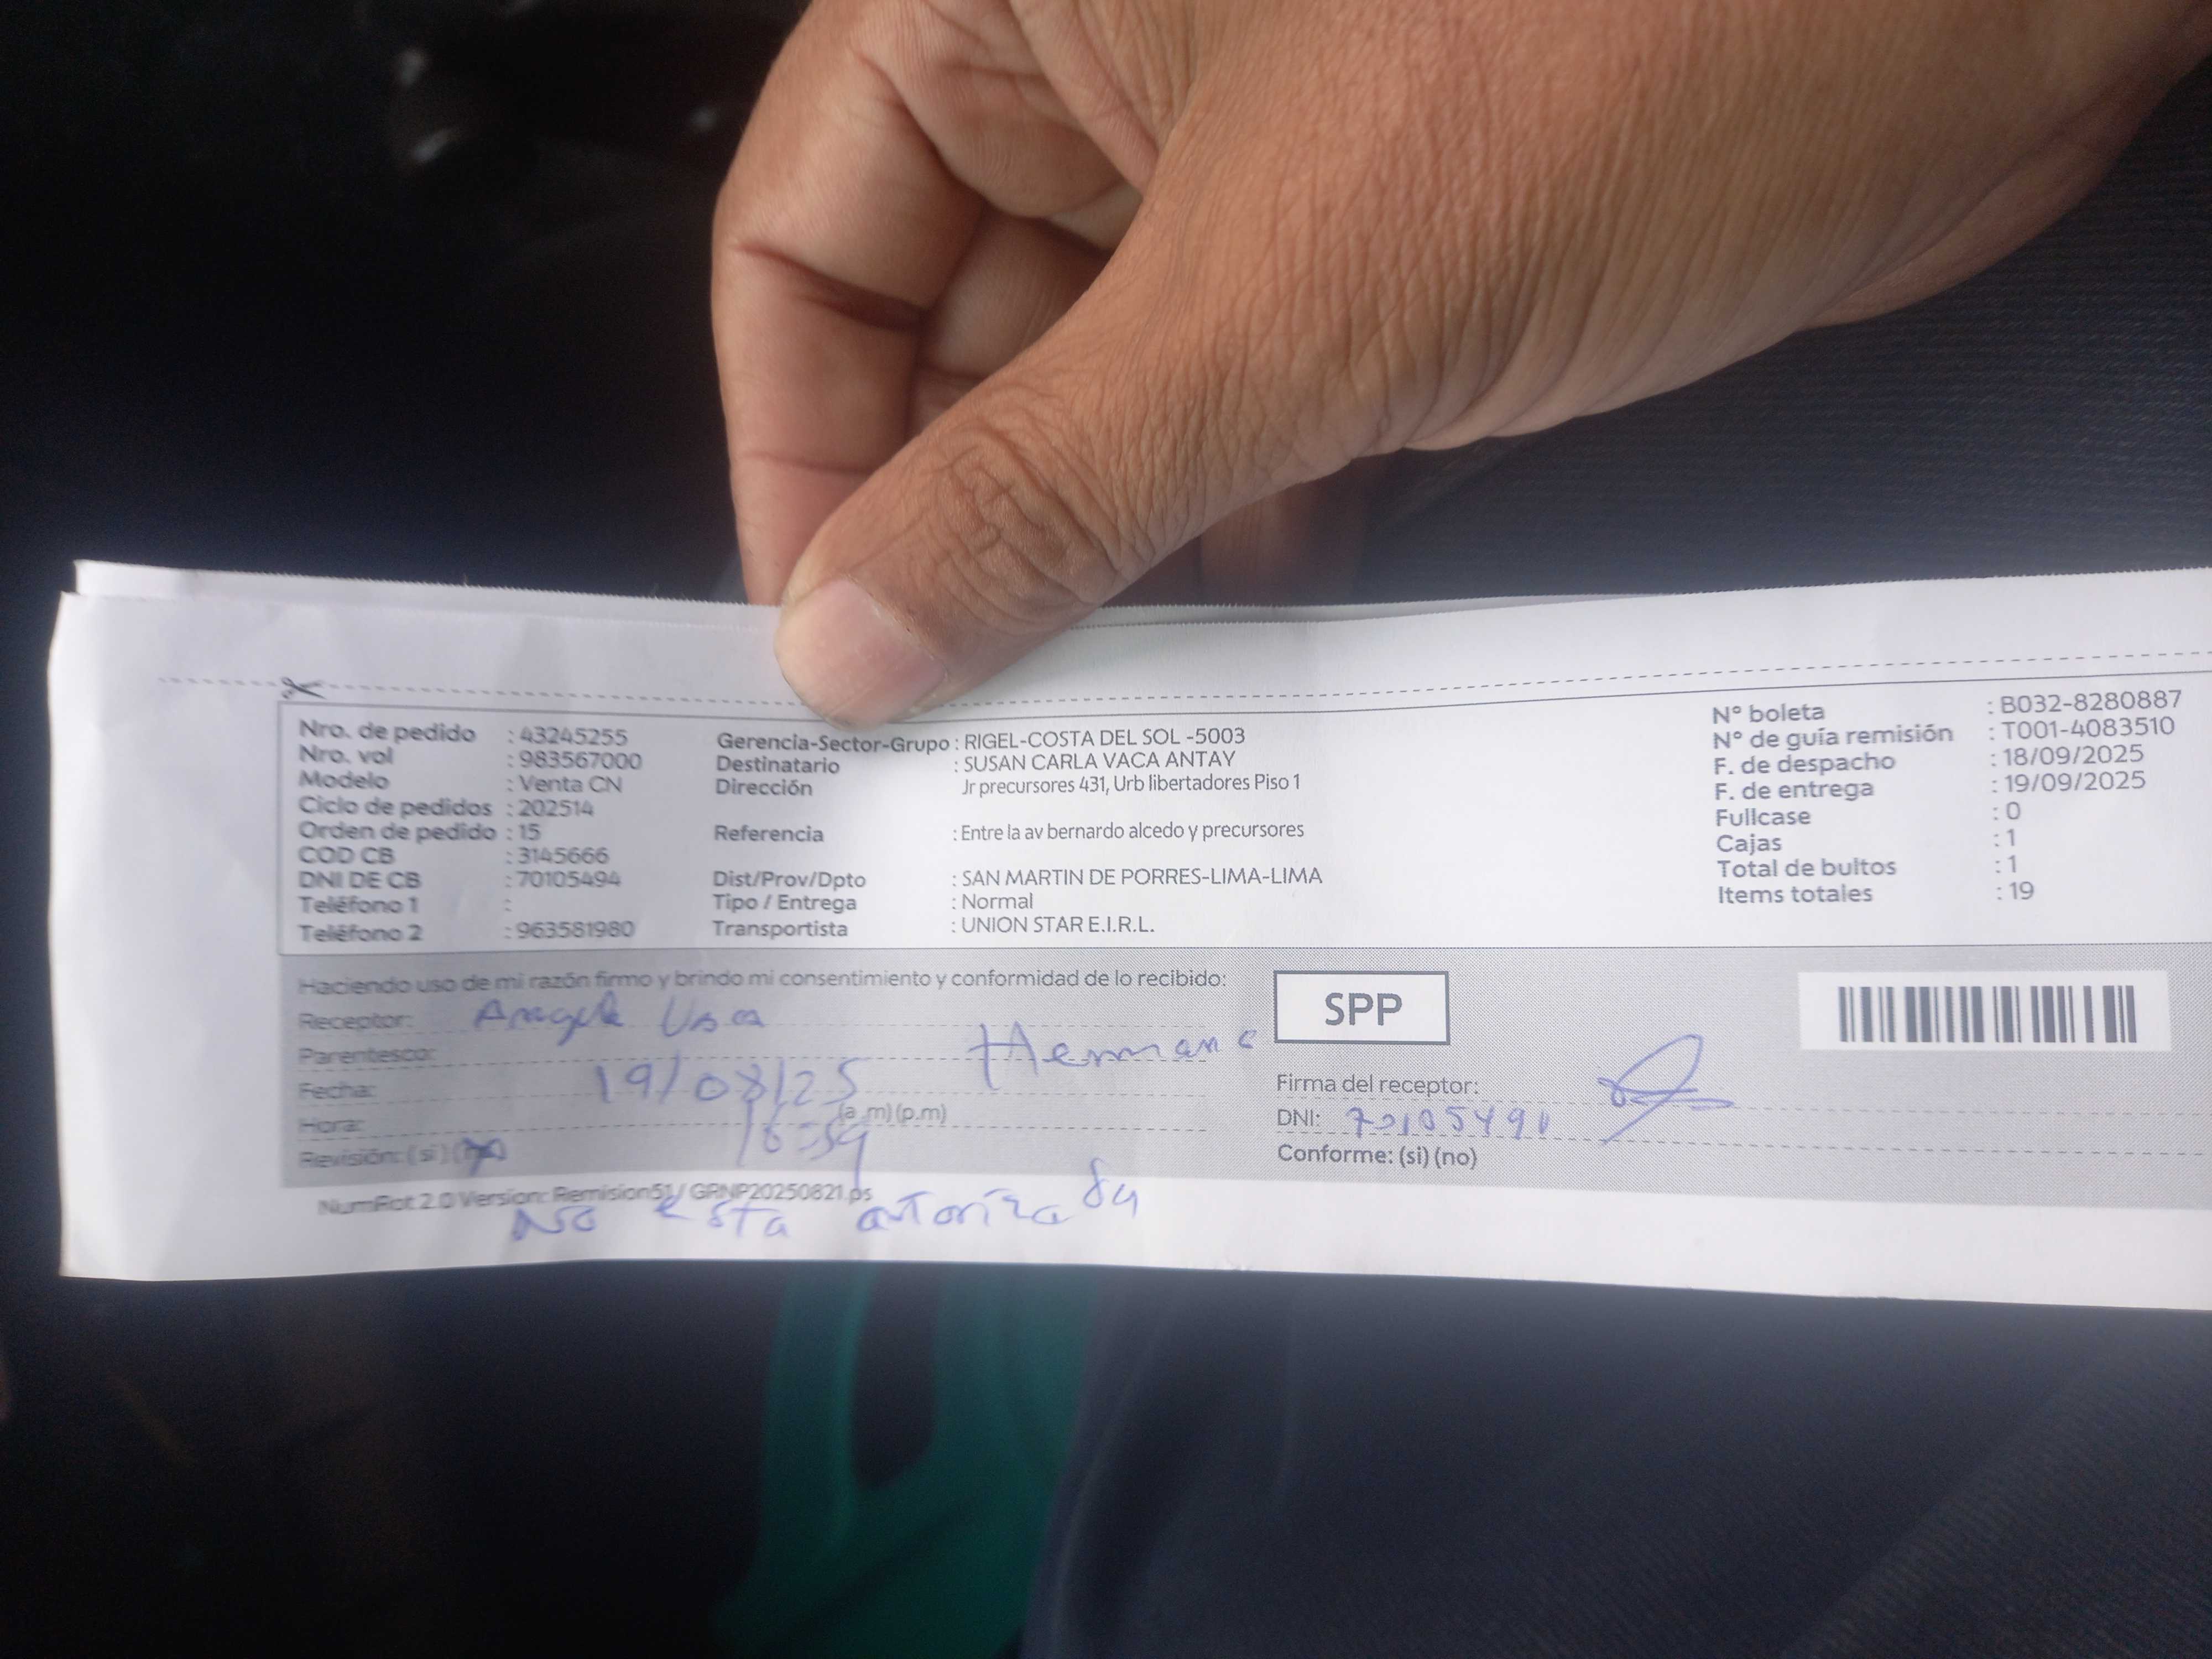 Nro. de pedido : 43245255
Nro. vol : 983567000
Modelo : Venta CN
Ciclo de pedidos : 202514
Orden de pedido : 15
COD CB : 3145666
DNI DE CB : 70105494
Teléfono 1 :
Teléfono 2 : 963581980
Gerencia-Sector-Grupo : RIGEL-COSTA DEL SOL -5003
Destinatario : SUSAN CARLA VACA ANTAY
Dirección Jr precursores 431, Urb libertadores Piso 1
Referencia : Entre la av bernardo alcedo y precursores
Dist/Prov/Dpto : SAN MARTIN DE PORRES-LIMA-LIMA
Tipo / Entrega : Normal
Transportista : UNION STAR E.I.R.L.
N° boleta : B032-8280887
N° de guía remisión : T001-4083510
F. de despacho : 18/09/2025
F. de entrega : 19/09/2025
Fullcase : 0
Cajas : 1
Total de bultos : 1
Items totales : 19
Haciendo uso de mi razón firmo y brindo mi consentimiento y conformidad de lo recibido:
Receptor:
Parentesco: Hermana
Fecha: 19/08/25
Hora: 16:59 (a.m) (p.m)
Revisión: (si) (no)
SPP
Firma del receptor:
DNI:
Conforme: (si) (no)
NumRot 2.0 Version: Remision51 / GRNP20250821.ps
No esta autorizada